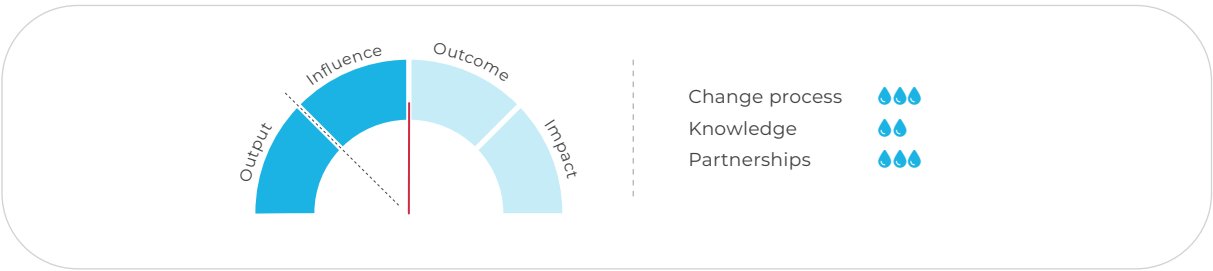 Output
Influence
Outcome
Impact
Change process
Knowledge
Partnerships